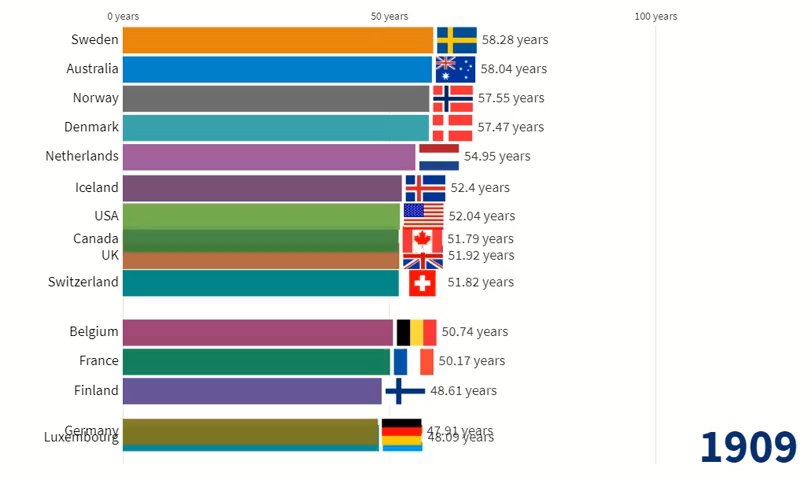 0 years 50 years 100 years
Sweden 58.28 years
Australia 58.04 years
Norway 57.55 years
Denmark 57.47 years
Netherlands 54.95 years
Iceland 52.4 years
USA 52.04 years
Canada 51.79 years
UK 51.92 years
Switzerland 51.82 years
Belgium 50.74 years
France 50.17 years
Finland 48.61 years
Germany 47.91 years
Luxembourg 48.09 years
1909